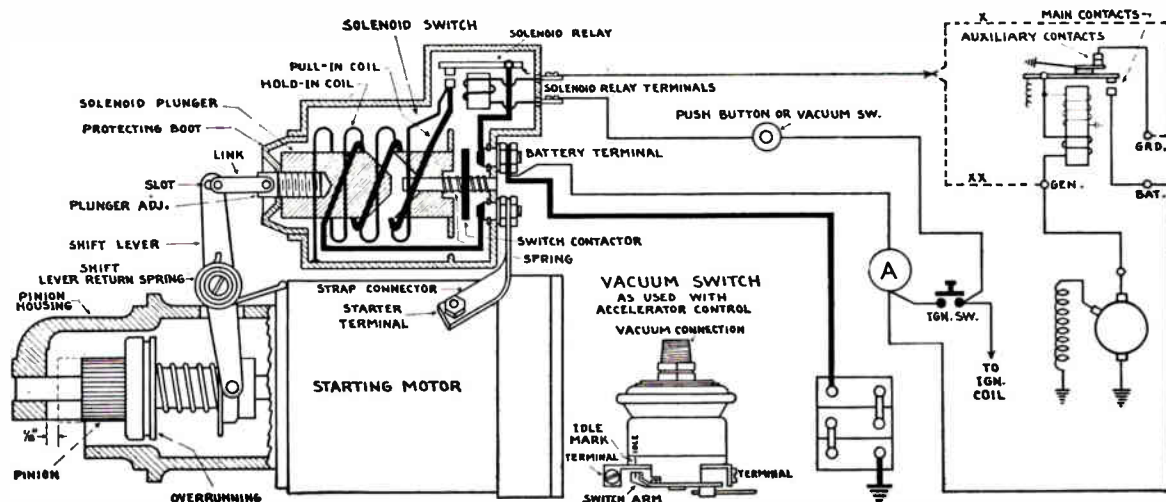 SOLENOID SWITCH
SOLENOID RELAY
PULL-IN COIL
HOLD-IN COIL
SOLENOID PLUNGER
PROTECTING BOOT
LINK
SLOT
PLUNGER ADJ.
SHIFT LEVER
SHIFT
LEVER RETURN SPRING
PINION
HOUSING
1/8"
PINION
OVERRUNNING
STARTING MOTOR
STRAP CONNECTOR
STARTER
TERMINAL
SOLENOID RELAY TERMINALS
BATTERY TERMINAL
SWITCH CONTACTOR
SPRING
PUSH BUTTON OR VACUUM SW.
VACUUM SWITCH
AS USED WITH
ACCELERATOR CONTROL
VACUUM CONNECTION
IDLE
MARK
IDLE
TERMINAL
TERMINAL
SWITCH ARM
A
IGN. SW.
TO
IGN.
COIL
X
MAIN CONTACTS
AUXILIARY CONTACTS
XX
GEN.
GRD.
BAT.